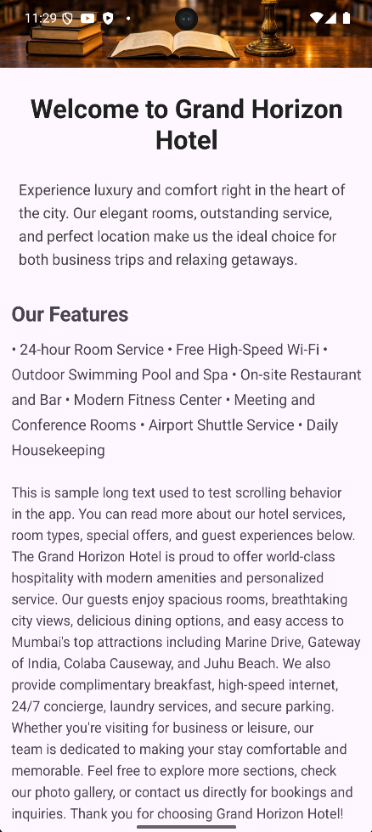 11:29
Welcome to Grand Horizon
Hotel
Experience luxury and comfort right in the heart of
the city. Our elegant rooms, outstanding service,
and perfect location make us the ideal choice for
both business trips and relaxing getaways.
Our Features
• 24-hour Room Service • Free High-Speed Wi-Fi •
Outdoor Swimming Pool and Spa • On-site Restaurant
and Bar • Modern Fitness Center • Meeting and
Conference Rooms • Airport Shuttle Service • Daily
Housekeeping
This is sample long text used to test scrolling behavior
in the app. You can read more about our hotel services,
room types, special offers, and guest experiences below.
The Grand Horizon Hotel is proud to offer world-class
hospitality with modern amenities and personalized
service. Our guests enjoy spacious rooms, breathtaking
city views, delicious dining options, and easy access to
Mumbai's top attractions including Marine Drive, Gateway
of India, Colaba Causeway, and Juhu Beach. We also
provide complimentary breakfast, high-speed internet,
24/7 concierge, laundry services, and secure parking.
Whether you're visiting for business or leisure, our
team is dedicated to making your stay comfortable and
memorable. Feel free to explore more sections, check
our photo gallery, or contact us directly for bookings and
inquiries. Thank you for choosing Grand Horizon Hotel!